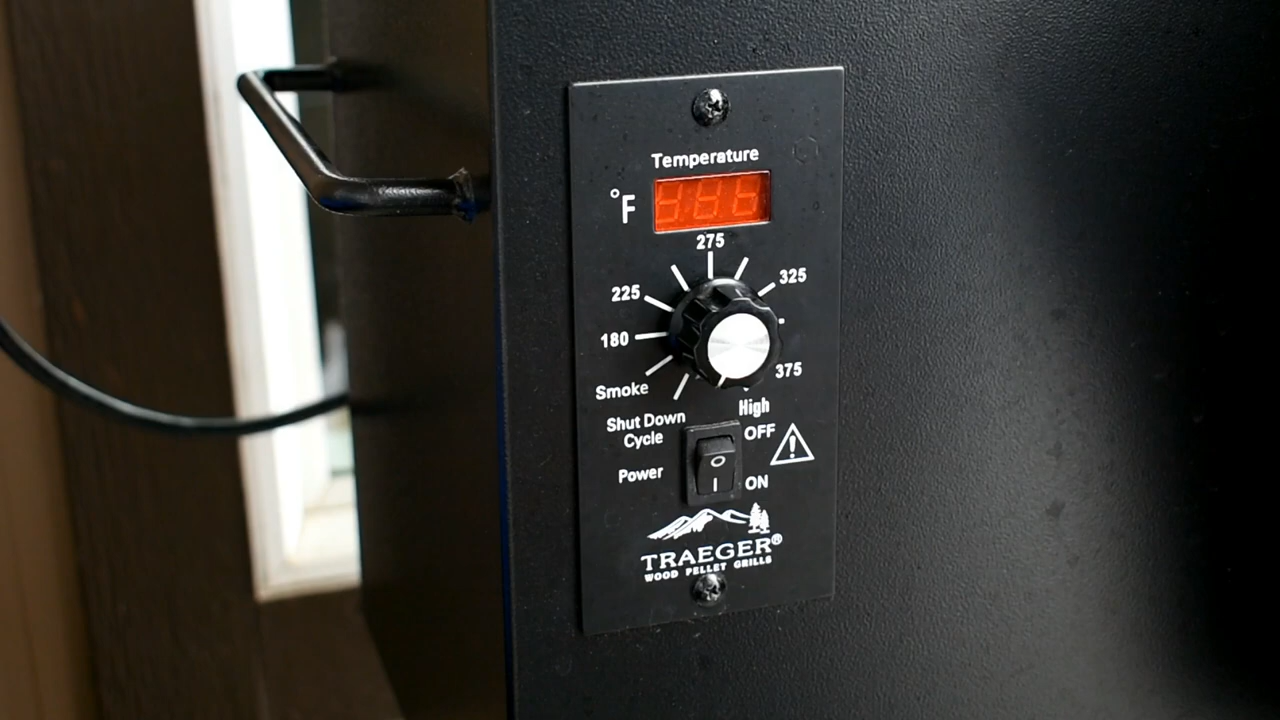 Temperature
°F
275
225
325
180
375
Smoke
High
Shut Down
Cycle
OFF
Power
O
I
ON
TRAEGER®
WOOD PELLET GRILLS